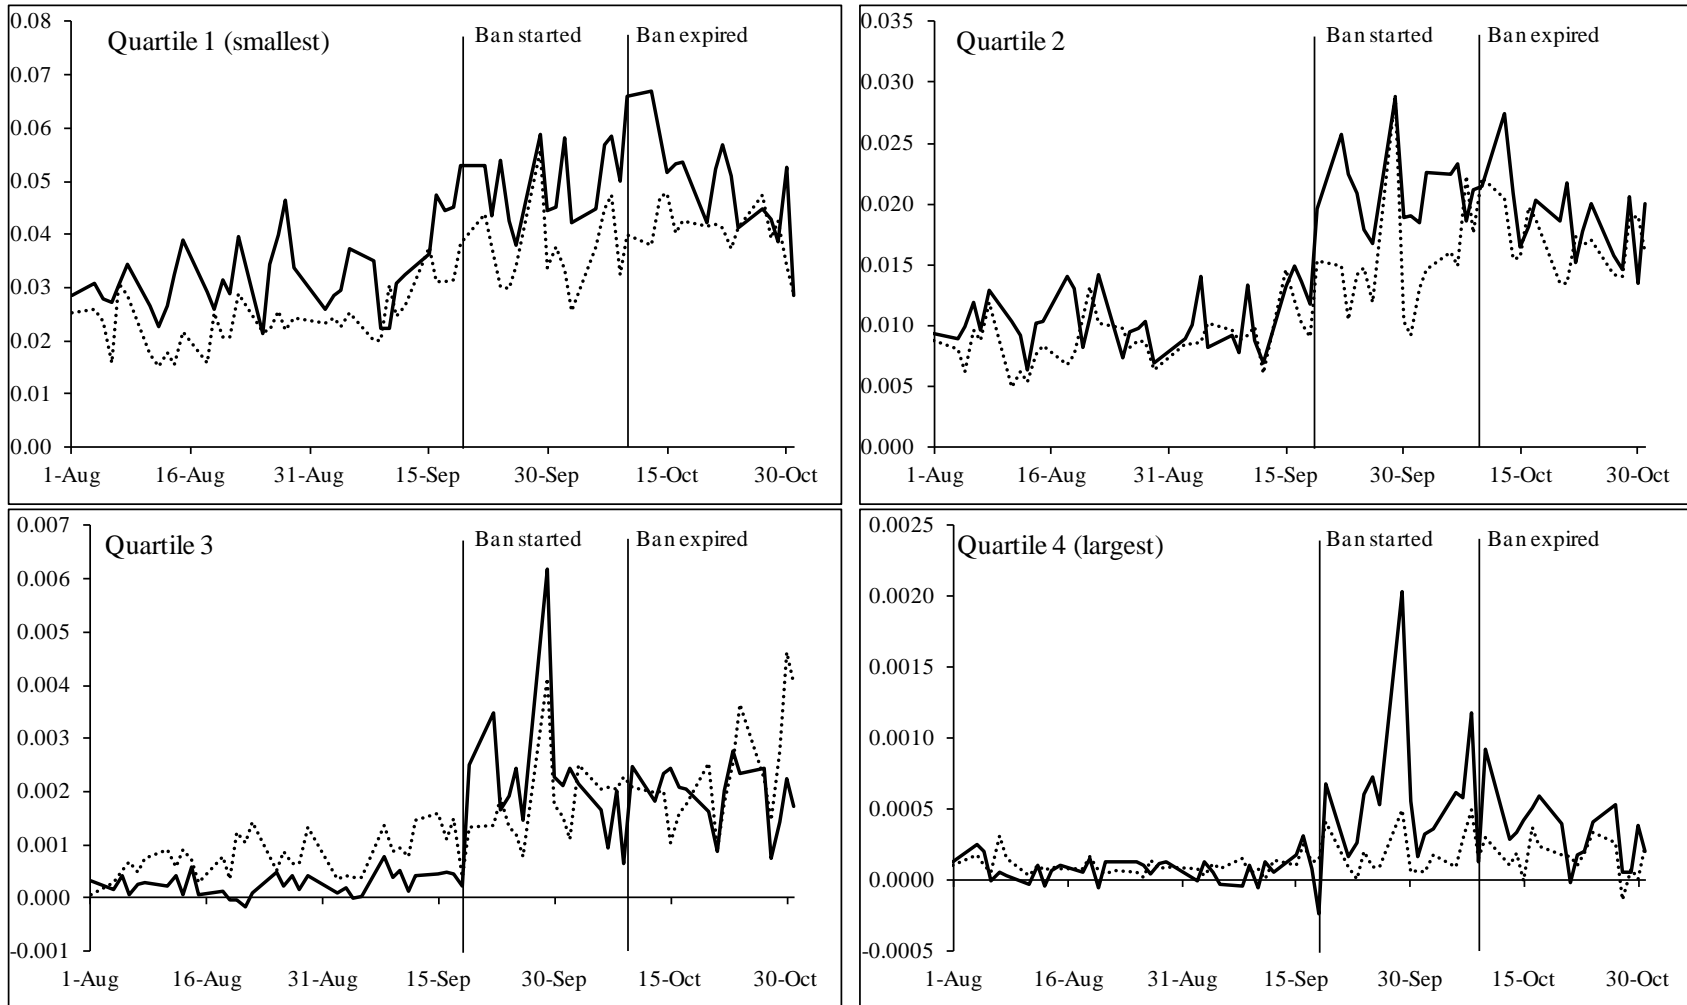 Quartile 1 (smallest)
Ban started
Ban expired
0.08
0.07
0.06
0.05
0.04
0.03
0.02
0.01
0.00
1-Aug 16-Aug 31-Aug 15-Sep 30-Sep 15-Oct 30-Oct
Quartile 2
Ban started
Ban expired
0.035
0.030
0.025
0.020
0.015
0.010
0.005
0.000
1-Aug 16-Aug 31-Aug 15-Sep 30-Sep 15-Oct 30-Oct
Quartile 3
Ban started
Ban expired
0.007
0.006
0.005
0.004
0.003
0.002
0.001
0.000
-0.001
1-Aug 16-Aug 31-Aug 15-Sep 30-Sep 15-Oct 30-Oct
Quartile 4 (largest)
Ban started
Ban expired
0.0025
0.0020
0.0015
0.0010
0.0005
0.0000
-0.0005
1-Aug 16-Aug 31-Aug 15-Sep 30-Sep 15-Oct 30-Oct